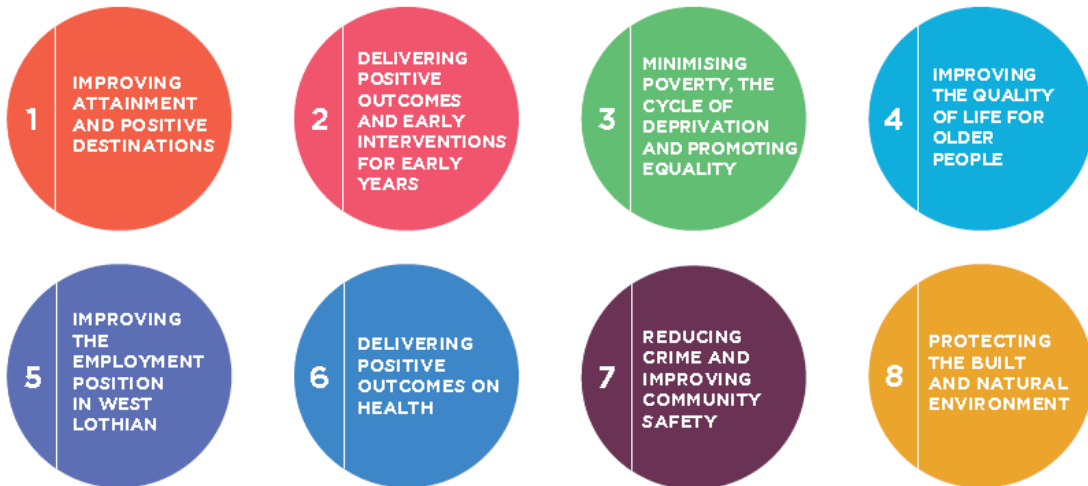 1
IMPROVING
ATTAINMENT
AND POSITIVE
DESTINATIONS
2
DELIVERING
POSITIVE
OUTCOMES
AND EARLY
INTERVENTIONS
FOR EARLY
YEARS
3
MINIMISING
POVERTY, THE
CYCLE OF
DEPRIVATION
AND PROMOTING
EQUALITY
4
IMPROVING
THE QUALITY
OF LIFE FOR
OLDER
PEOPLE
5
IMPROVING
THE
EMPLOYMENT
POSITION
IN WEST
LOTHIAN
6
DELIVERING
POSITIVE
OUTCOMES ON
HEALTH
7
REDUCING
CRIME AND
IMPROVING
COMMUNITY
SAFETY
8
PROTECTING
THE BUILT
AND NATURAL
ENVIRONMENT